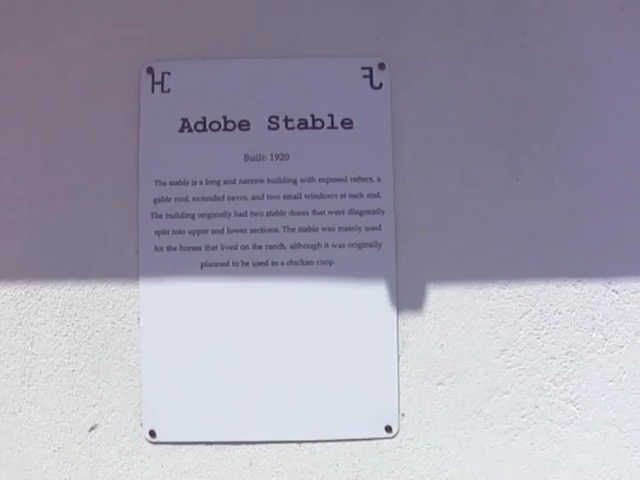 HC FL
Adobe Stable
Built: 1920
The stable is a long and narrow building with exposed rafters, a
gable roof, extended eaves, and two small windows at each end.
The building originally had two stable doors that were diagonally
split into upper and lower sections. The stable was mainly used
for the horses that lived on the ranch, although it was originally
planned to be used as a chicken coop.